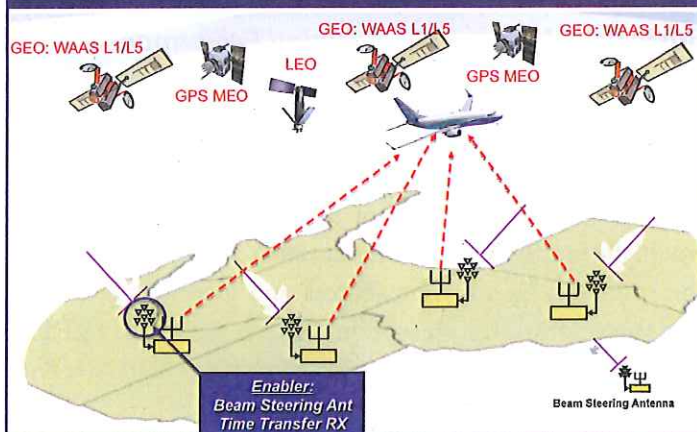 GEO: WAAS L1/L5
GPS MEO
LEO
GEO: WAAS L1/L5
GPS MEO
GEO: WAAS L1/L5
Enabler:
Beam Steering Ant
Time Transfer RX
Beam Steering Antenna